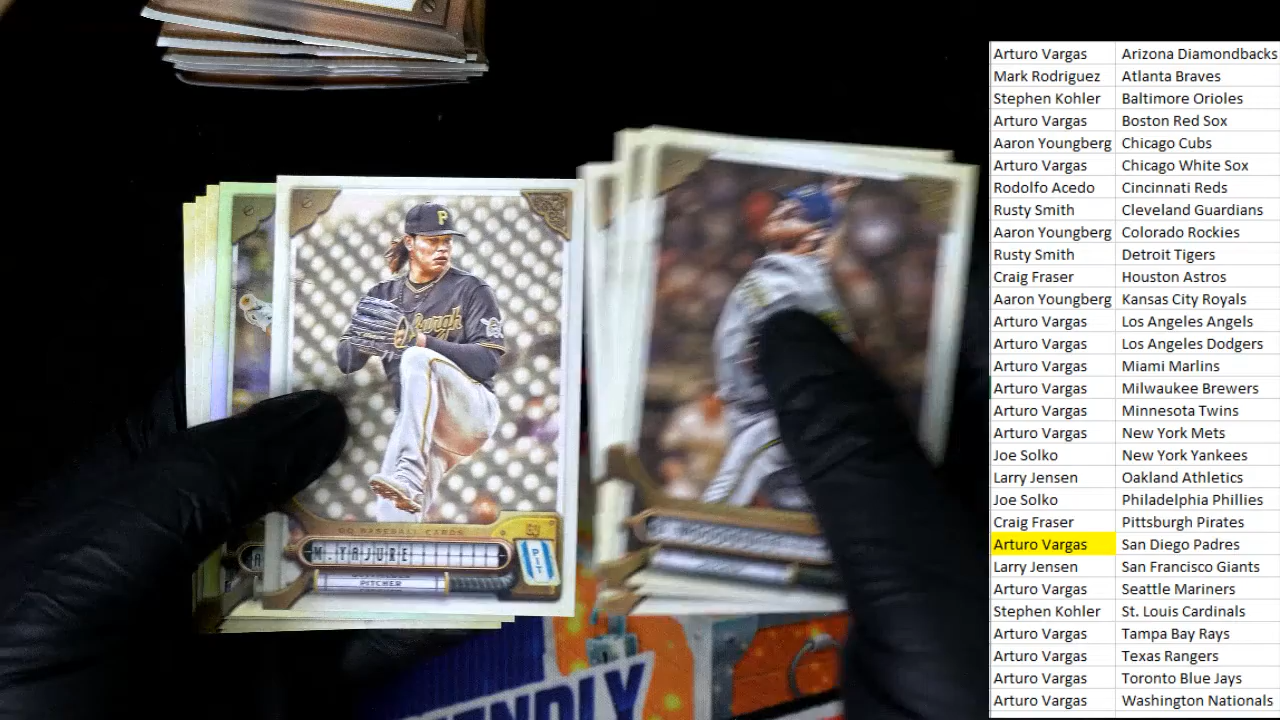 P
burgh
GQ BASEBALL CARDS
M.YAJURE
PIT
PITCHER
NDLY
Arturo Vargas Arizona Diamondbacks
Mark Rodriguez Atlanta Braves
Stephen Kohler Baltimore Orioles
Arturo Vargas Boston Red Sox
Aaron Youngberg Chicago Cubs
Arturo Vargas Chicago White Sox
Rodolfo Acedo Cincinnati Reds
Rusty Smith Cleveland Guardians
Aaron Youngberg Colorado Rockies
Rusty Smith Detroit Tigers
Craig Fraser Houston Astros
Aaron Youngberg Kansas City Royals
Arturo Vargas Los Angeles Angels
Arturo Vargas Los Angeles Dodgers
Arturo Vargas Miami Marlins
Arturo Vargas Milwaukee Brewers
Arturo Vargas Minnesota Twins
Arturo Vargas New York Mets
Joe Solko New York Yankees
Larry Jensen Oakland Athletics
Joe Solko Philadelphia Phillies
Craig Fraser Pittsburgh Pirates
Arturo Vargas San Diego Padres
Larry Jensen San Francisco Giants
Arturo Vargas Seattle Mariners
Stephen Kohler St. Louis Cardinals
Arturo Vargas Tampa Bay Rays
Arturo Vargas Texas Rangers
Arturo Vargas Toronto Blue Jays
Arturo Vargas Washington Nationals